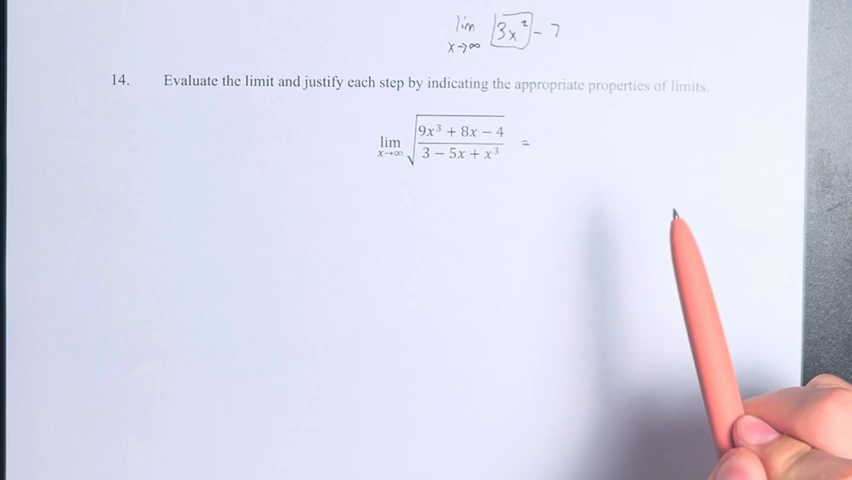 lim x→∞ 3x² - 7
14. Evaluate the limit and justify each step by indicating the appropriate properties of limits.
lim x→∞ √((9x³ + 8x − 4)/(3 − 5x + x³)) =